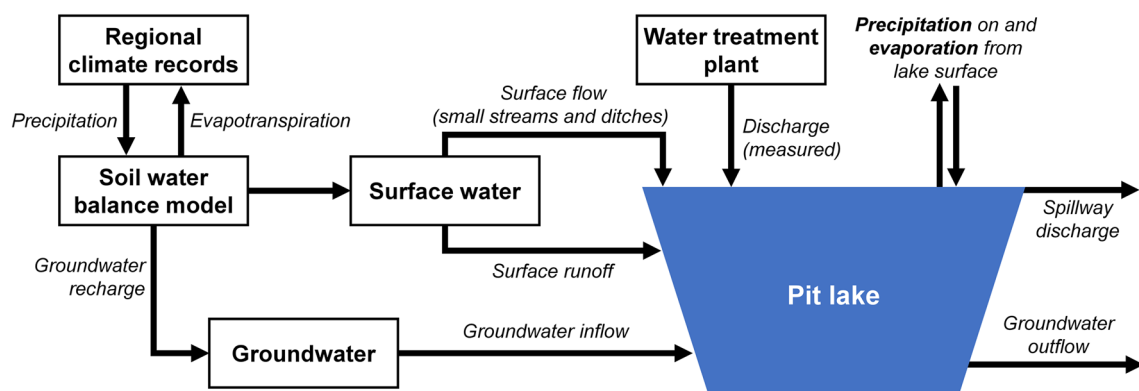 Regional
climate records
Water treatment
plant
Precipitation on and
evaporation from
lake surface
Precipitation
Evapotranspiration
Surface flow
(small streams and ditches)
Discharge
(measured)
Soil water
balance model
Surface water
Spillway
discharge
Groundwater
recharge
Surface runoff
Pit lake
Groundwater
Groundwater inflow
Groundwater
outflow